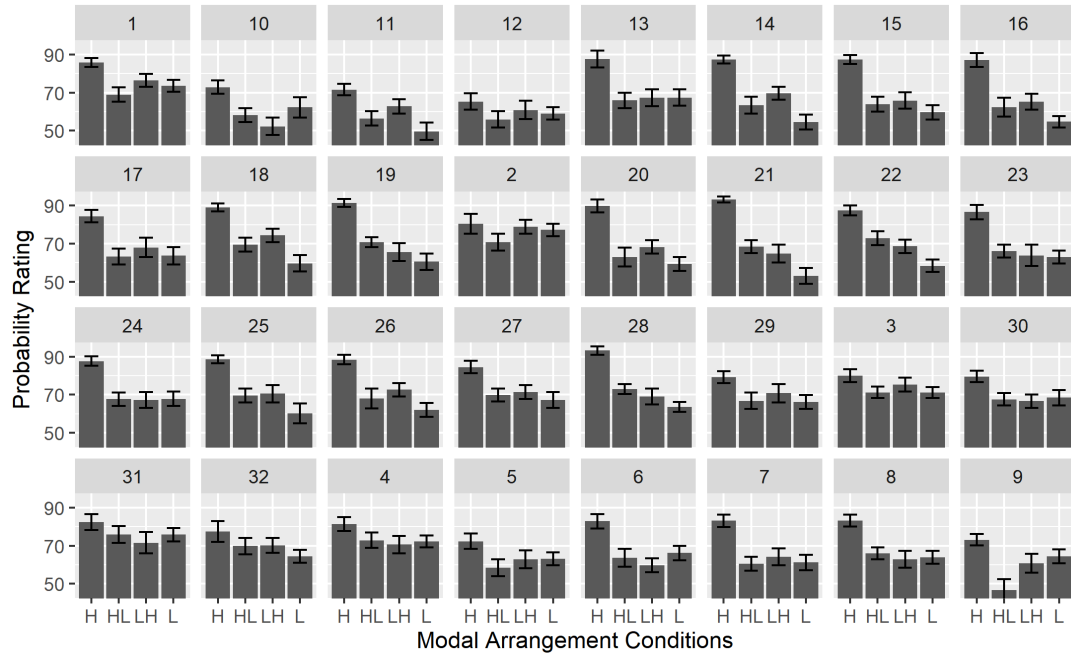 1 10 11 12 13 14 15 16
90
70
50
17 18 19 2 20 21 22 23
90
70
50
24 25 26 27 28 29 3 30
90
70
50
31 32 4 5 6 7 8 9
90
70
50
H HL LH L H HL LH L H HL LH L H HL LH L H HL LH L H HL LH L H HL LH L H HL LH L
Modal Arrangement Conditions
Probability Rating